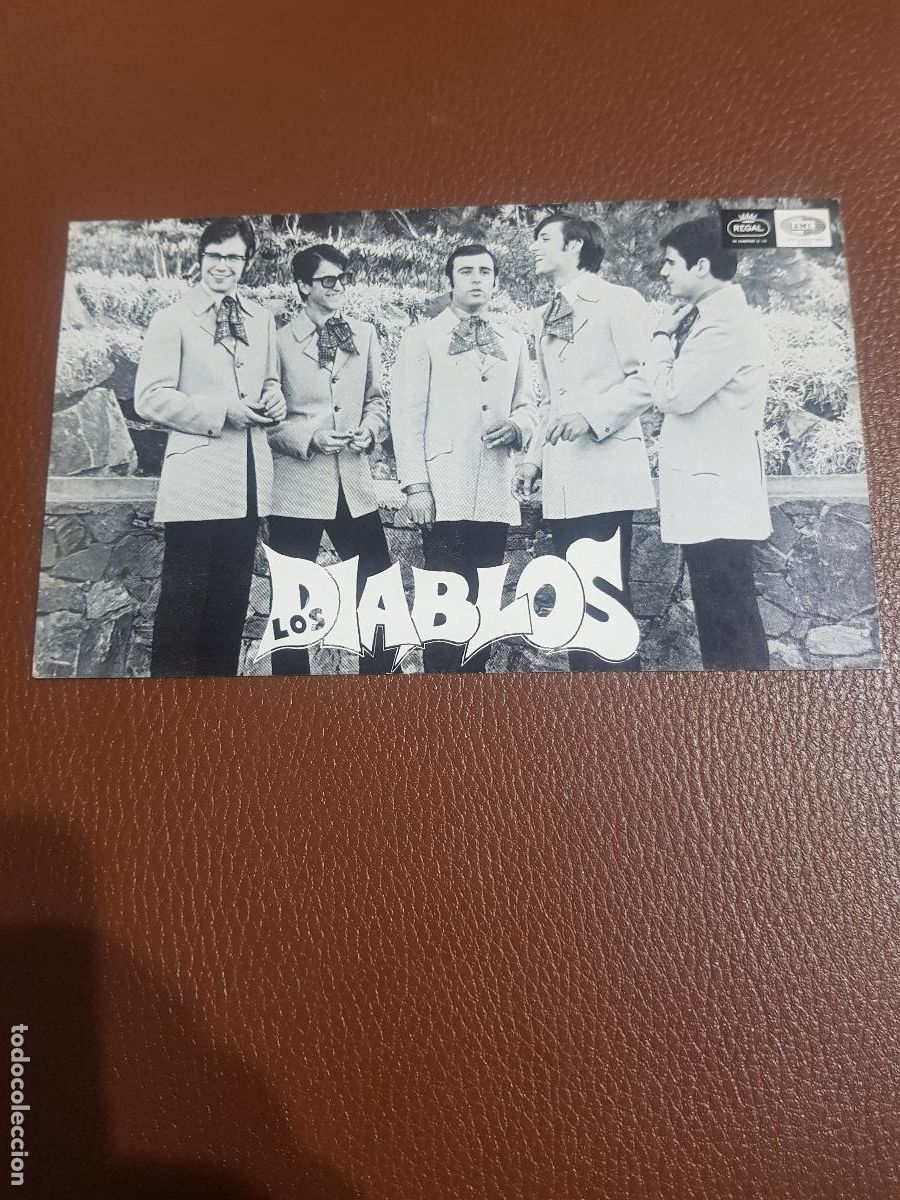 REGAL
EMI
LOS
DIABLOS
todocoleccion